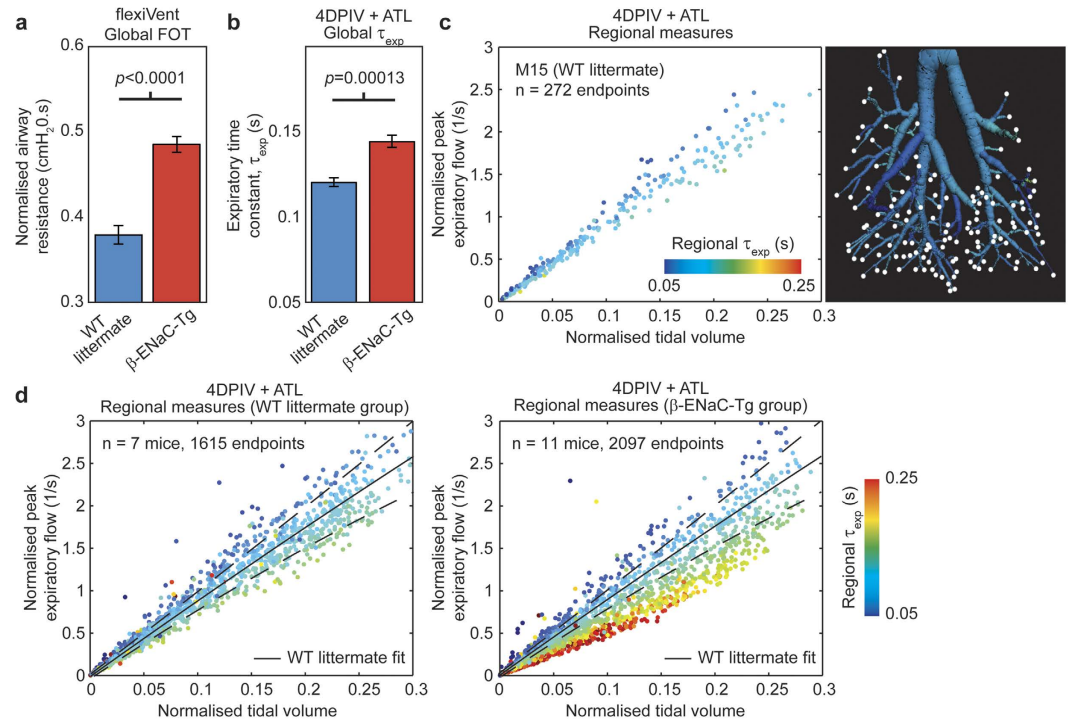 a
flexiVent
Global FOT
Normalised airway
resistance (cmH₂0.s)
0.6
0.5
0.4
0.3
p<0.0001
WT
littermate
β-ENaC-Tg
b
4DPIV + ATL
Global τexp
Expiratory time
constant, τexp (s)
0.15
0.1
0.05
p=0.00013
WT
littermate
β-ENaC-Tg
c
4DPIV + ATL
Regional measures
Normalised peak
expiratory flow (1/s)
3
2.5
2
1.5
1
0.5
0
M15 (WT littermate)
n = 272 endpoints
Regional τexp (s)
0.05 0.25
0 0.05 0.1 0.15 0.2 0.25 0.3
Normalised tidal volume
d
4DPIV + ATL
Regional measures (WT littermate group)
Normalised peak
expiratory flow (1/s)
3
2.5
2
1.5
1
0.5
0
n = 7 mice, 1615 endpoints
WT littermate fit
0 0.05 0.1 0.15 0.2 0.25 0.3
Normalised tidal volume
4DPIV + ATL
Regional measures (β-ENaC-Tg group)
Normalised peak
expiratory flow (1/s)
3
2.5
2
1.5
1
0.5
0
n = 11 mice, 2097 endpoints
WT littermate fit
0 0.05 0.1 0.15 0.2 0.25 0.3
Normalised tidal volume
Regional τexp (s)
0.25
0.05